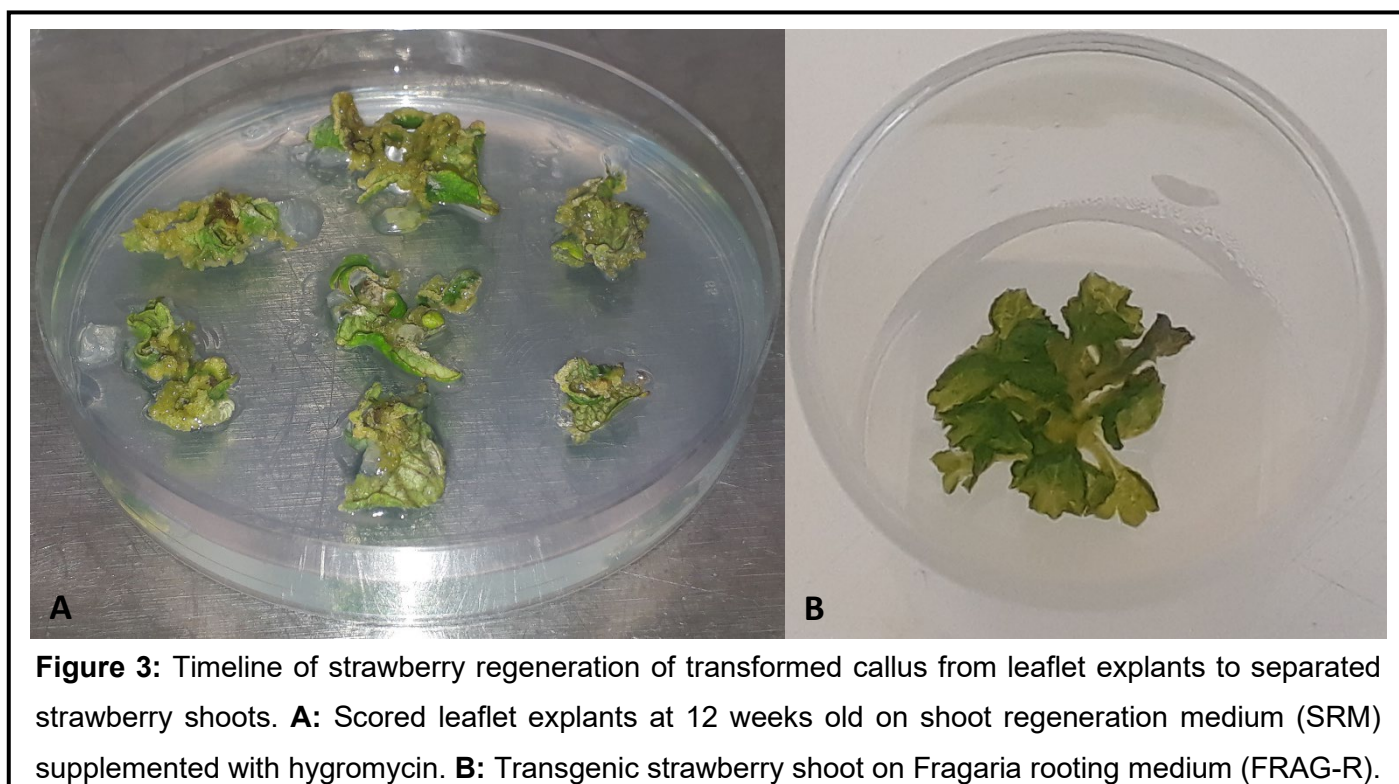 A
B
Figure 3: Timeline of strawberry regeneration of transformed callus from leaflet explants to separated
strawberry shoots. A: Scored leaflet explants at 12 weeks old on shoot regeneration medium (SRM)
supplemented with hygromycin. B: Transgenic strawberry shoot on Fragaria rooting medium (FRAG-R).